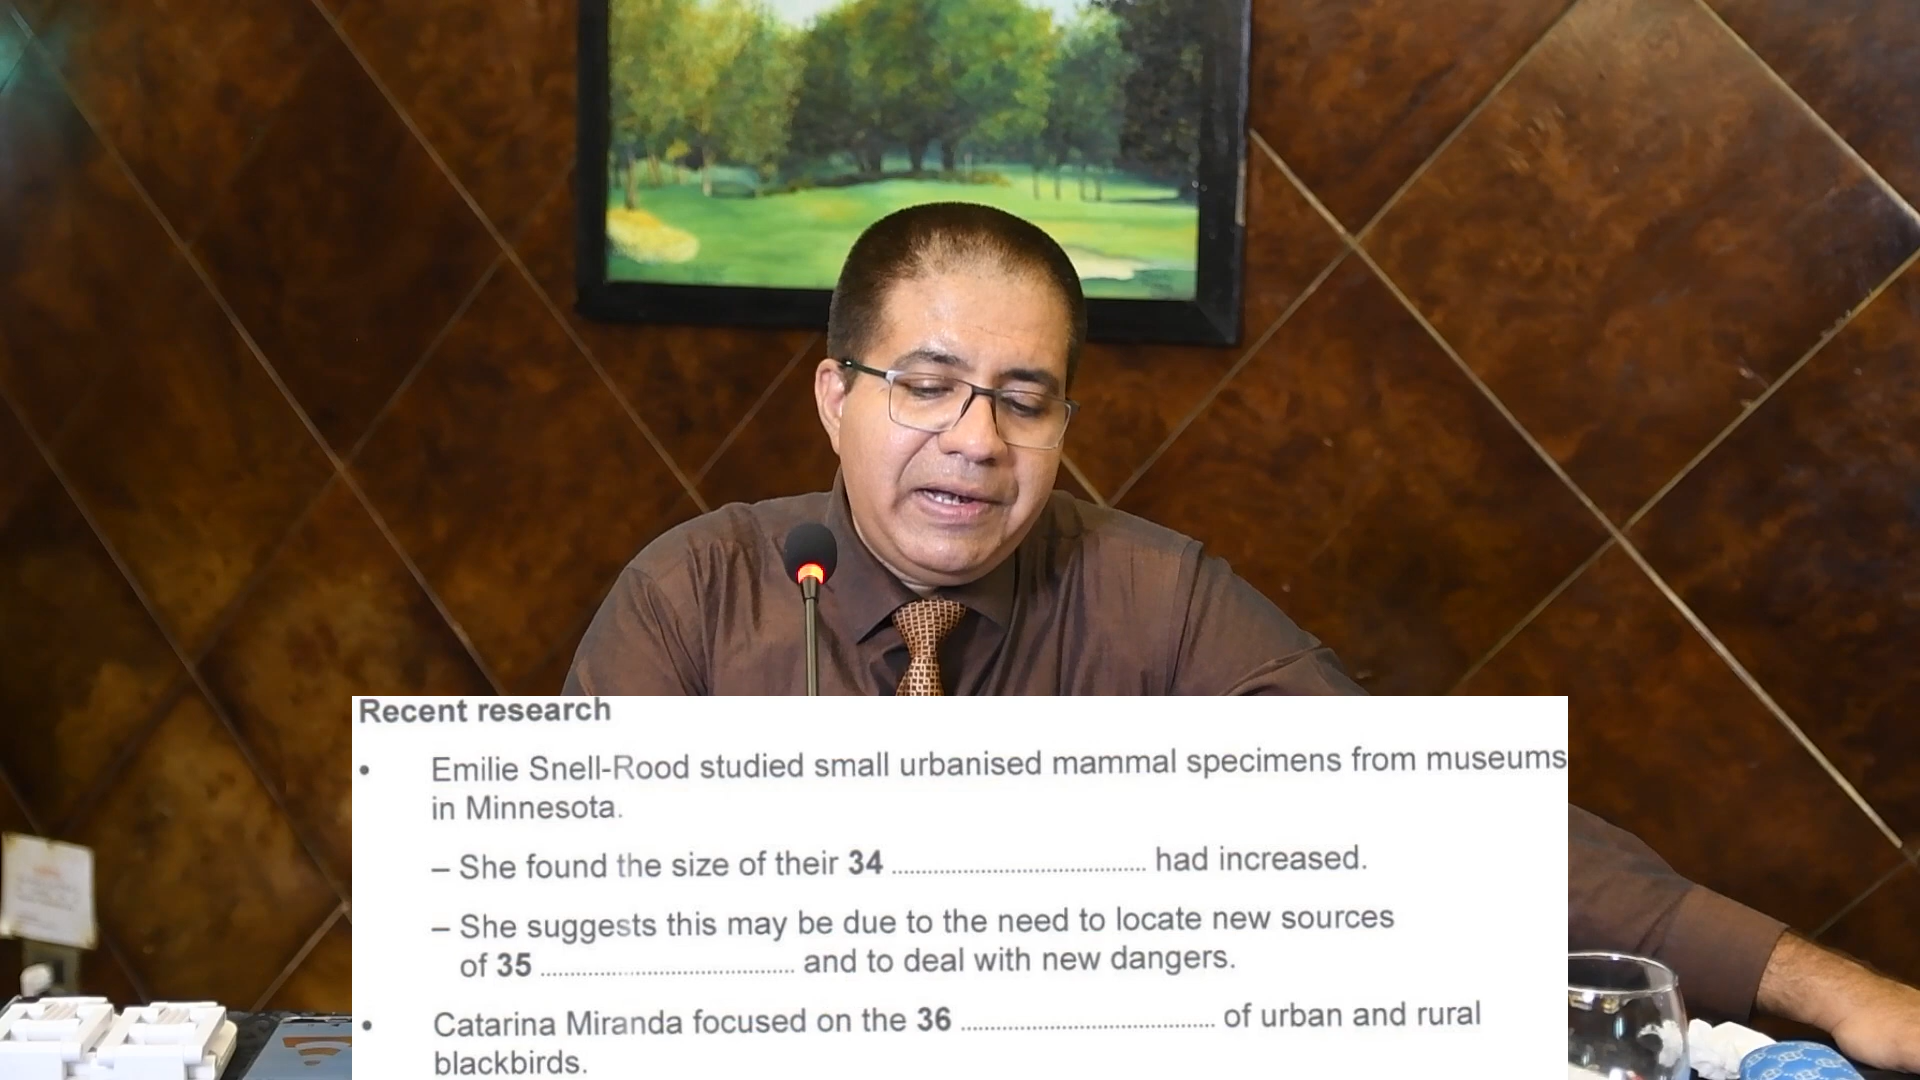 Recent research
• Emilie Snell-Rood studied small urbanised mammal specimens from museums
in Minnesota.
– She found the size of their 34 ........................................ had increased.
– She suggests this may be due to the need to locate new sources
of 35 ........................................ and to deal with new dangers.
• Catarina Miranda focused on the 36 ........................................ of urban and rural
blackbirds.